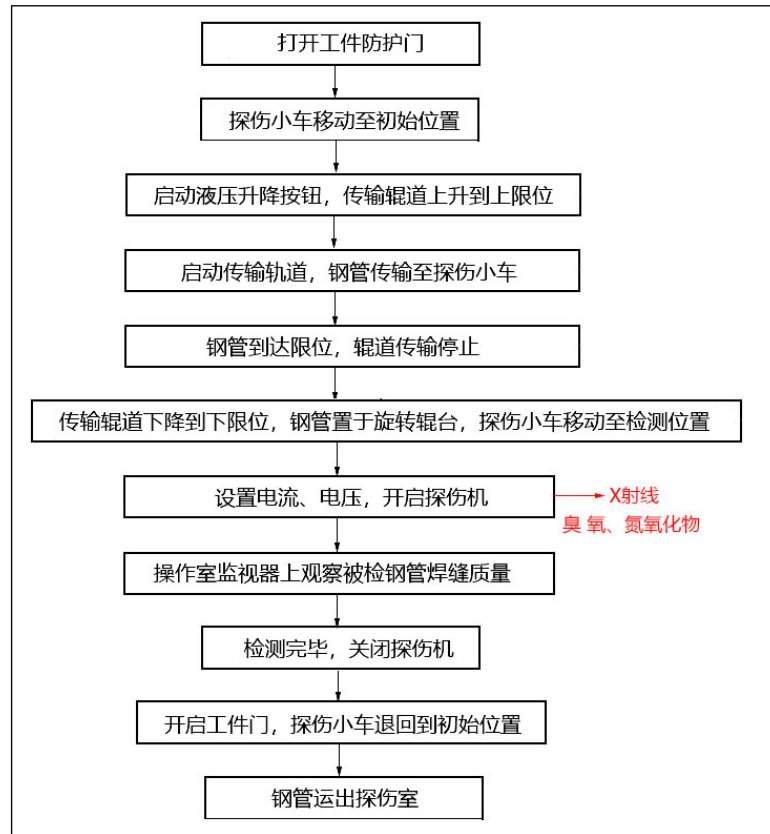 打开工件防护门
探伤小车移动至初始位置
启动液压升降按钮，传输辊道上升到上限位
启动传输轨道，钢管传输至探伤小车
钢管到达限位，辊道传输停止
传输辊道下降到下限位，钢管置于旋转辊台，探伤小车移动至检测位置
设置电流、电压，开启探伤机
X射线
臭 氧、氮氧化物
操作室监视器上观察被检钢管焊缝质量
检测完毕，关闭探伤机
开启工件门，探伤小车退回到初始位置
钢管运出探伤室